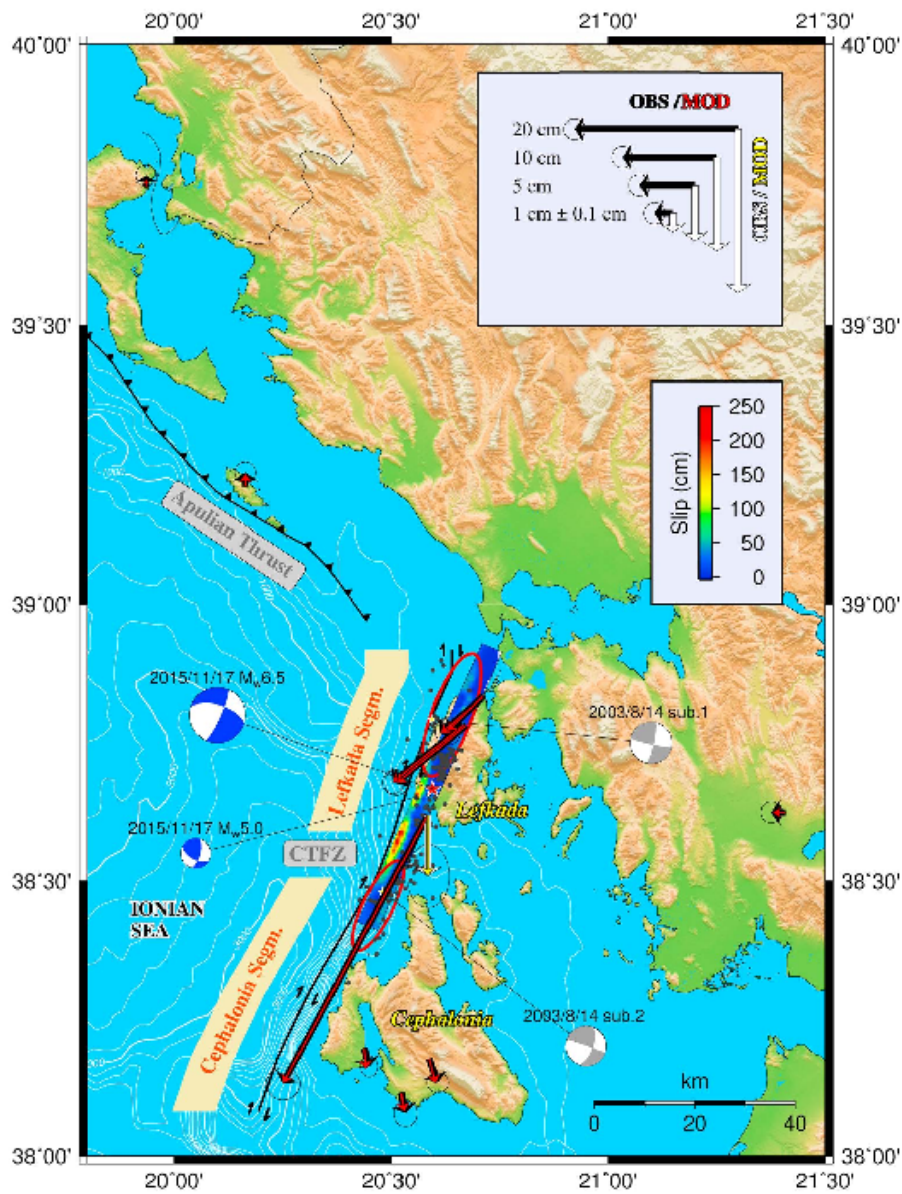 20°00'
20°30'
21°00'
21°30'
40°00'
40°00'
OBS / MOD
20 cm
10 cm
5 cm
1 cm ± 0.1 cm
OBS / MOD
39°30'
39°30'
250
200
150
100
50
0
Slip (cm)
Apulian Thrust
39°00'
39°00'
2015/11/17 Mw6.5
2003/8/14 sub.1
Lefkada Segm.
Lefkada
2015/11/17 Mw5.0
CTFZ
38°30'
38°30'
IONIAN
SEA
Cephalonia Segm.
Cephalonia
2003/8/14 sub.2
km
0
20
40
38°00'
38°00'
20°00'
20°30'
21°00'
21°30'